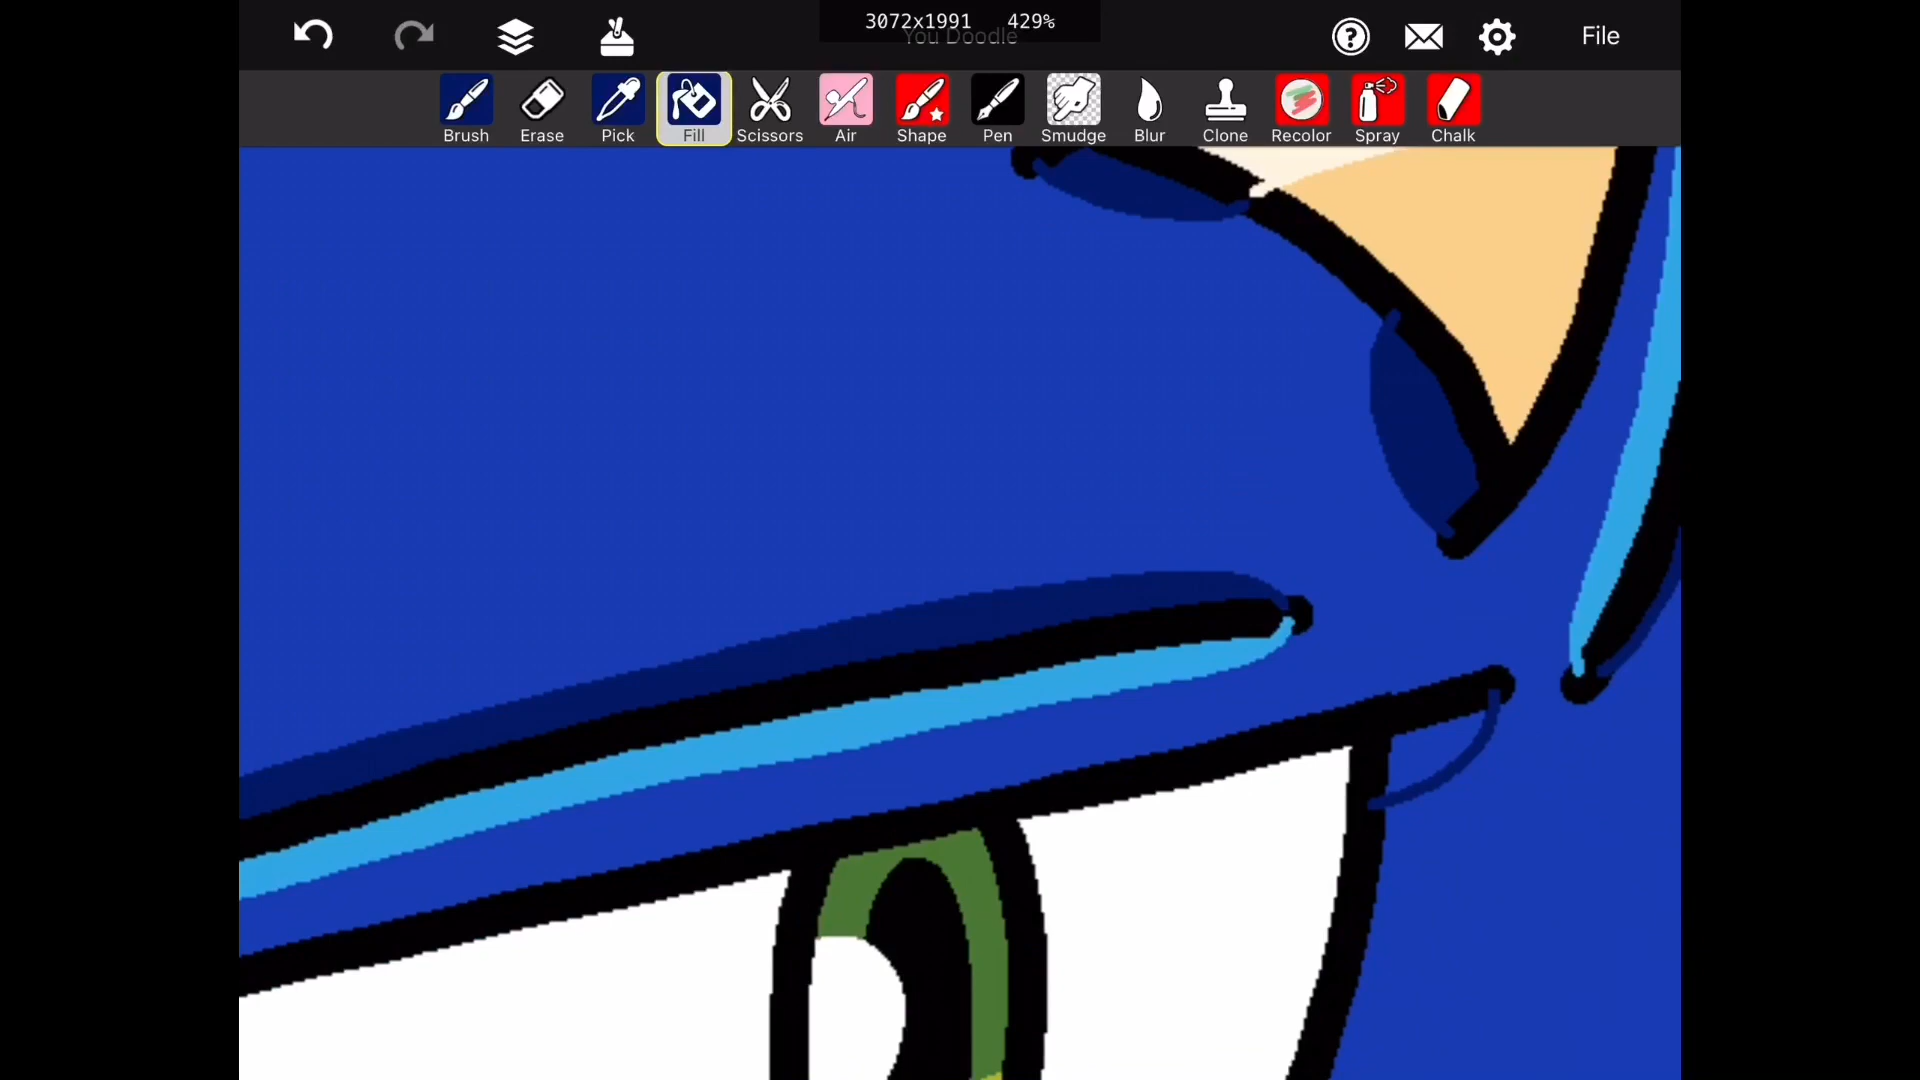 3072x1991 429%
You Doodle
File
Brush Erase Pick Fill Scissors Air Shape Pen Smudge Blur Clone Recolor Spray Chalk